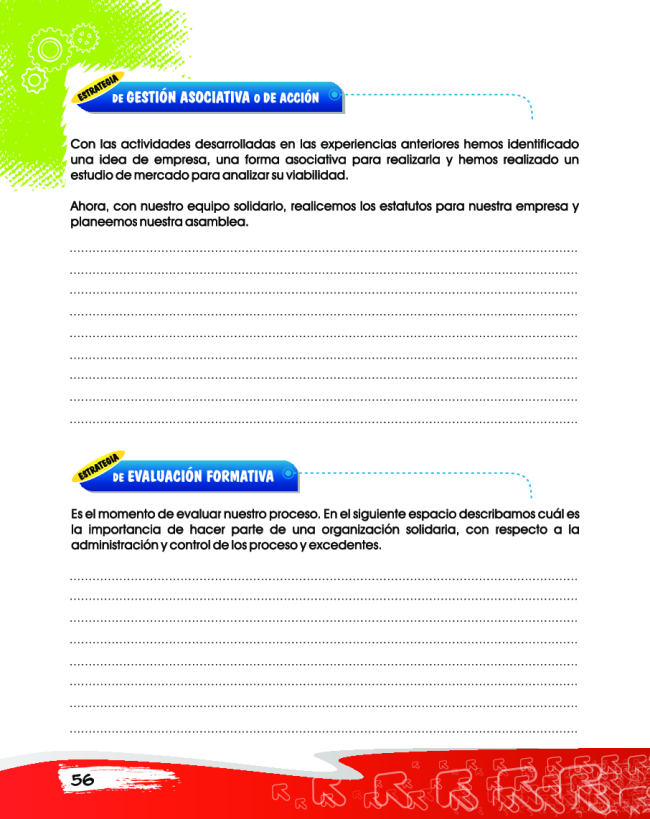 ESTRATEGIA
DE GESTIÓN ASOCIATIVA O DE ACCIÓN
Con las actividades desarrolladas en las experiencias anteriores hemos identificado
una idea de empresa, una forma asociativa para realizarla y hemos realizado un
estudio de mercado para analizar su viabilidad.
Ahora, con nuestro equipo solidario, realicemos los estatutos para nuestra empresa y
planeemos nuestra asamblea.
ESTRATEGIA
DE EVALUACIÓN FORMATIVA
Es el momento de evaluar nuestro proceso. En el siguiente espacio describamos cuál es
la importancia de hacer parte de una organización solidaria, con respecto a la
administración y control de los proceso y excedentes.
56